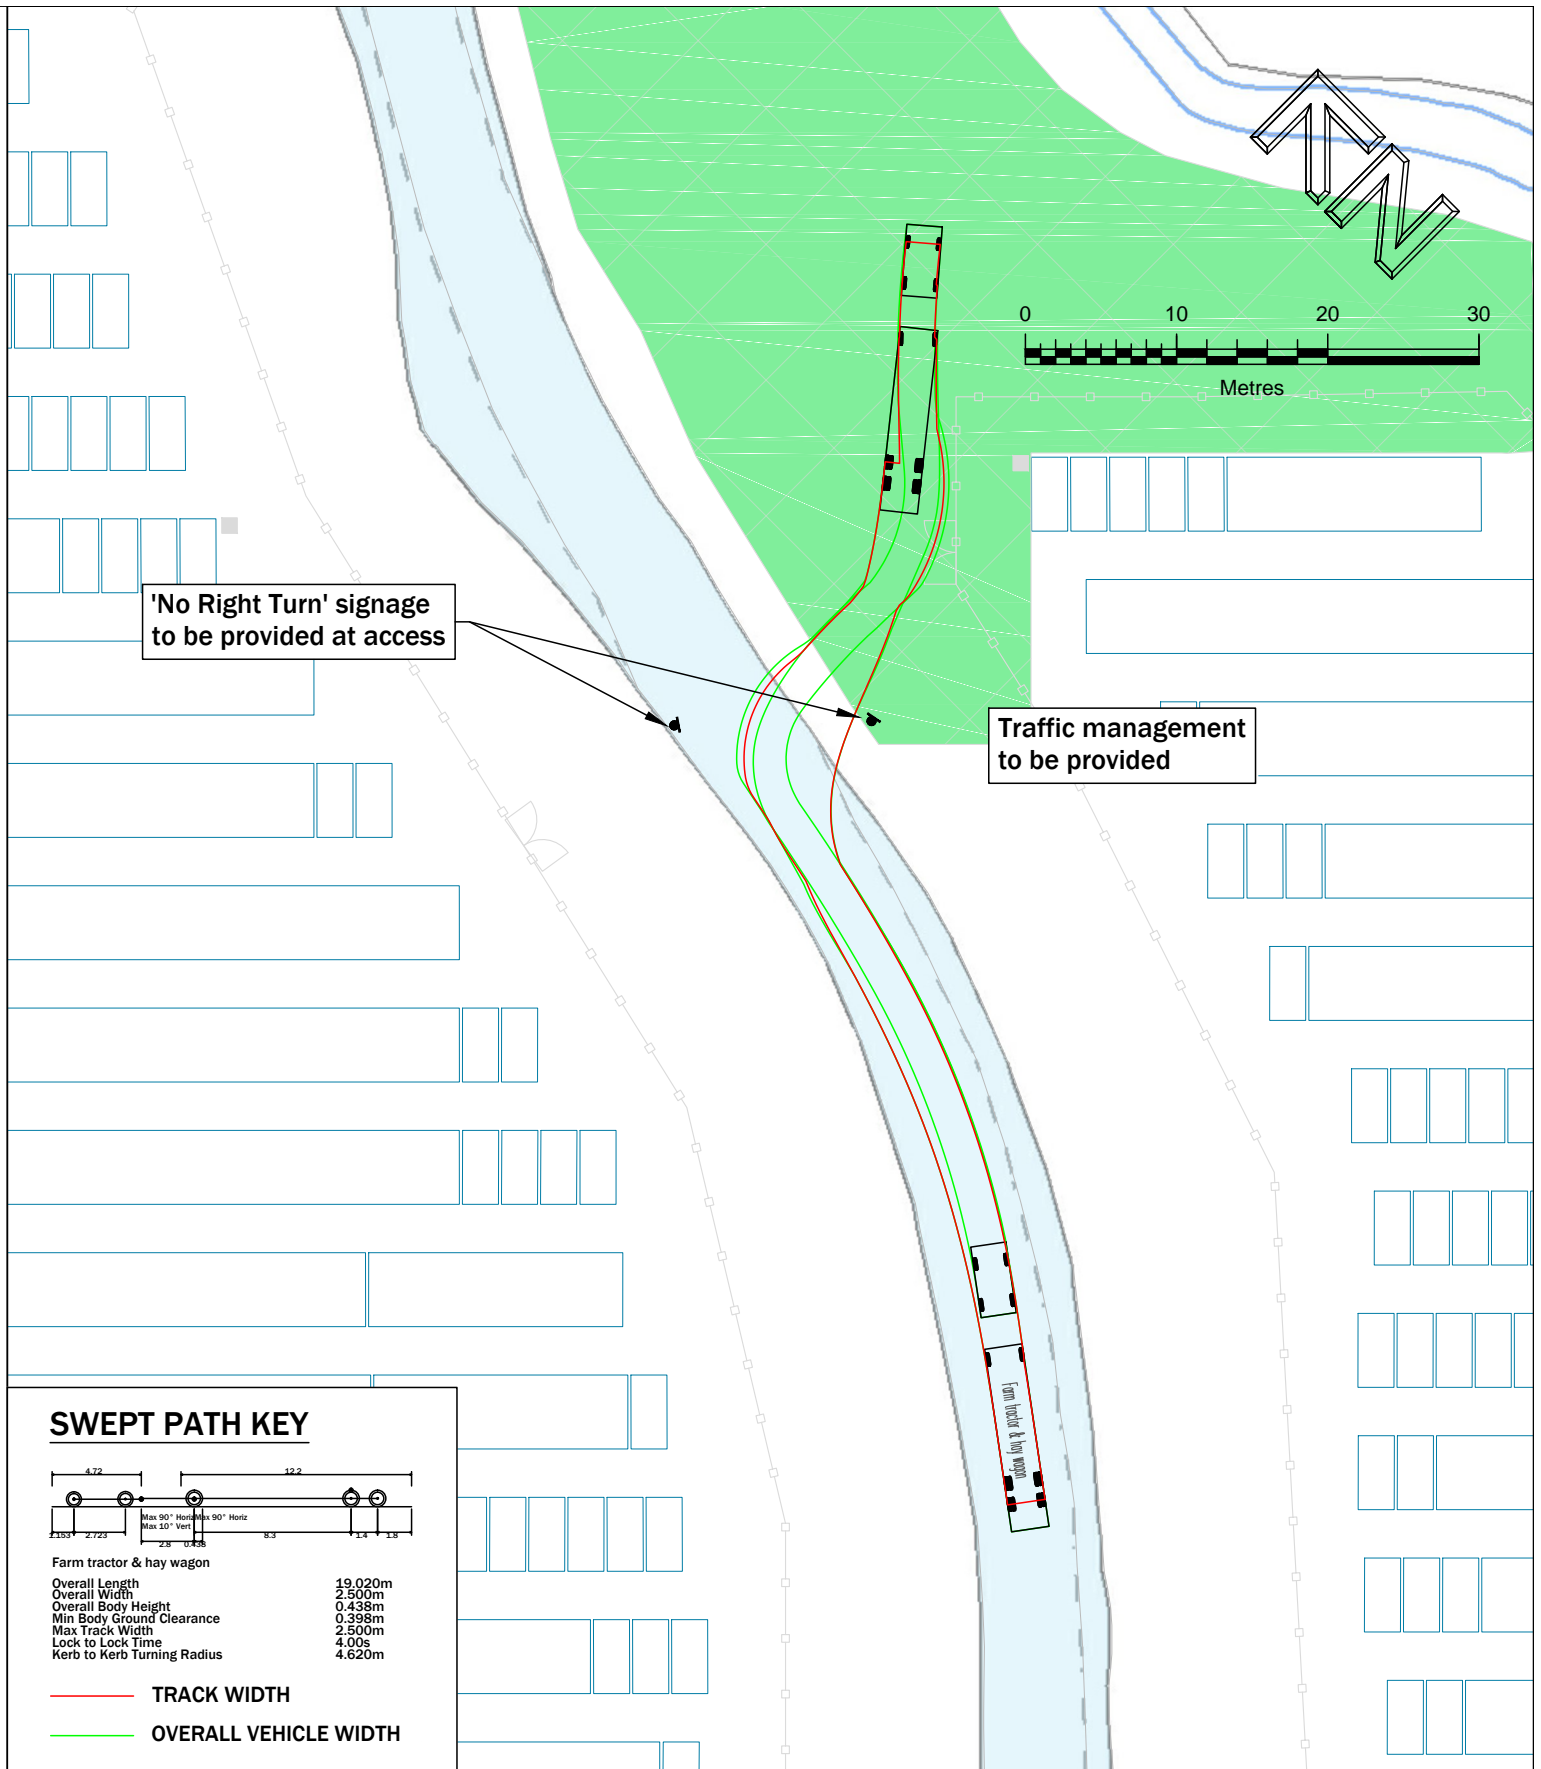 N
0 10 20 30
Metres
'No Right Turn' signage
to be provided at access
Traffic management
to be provided
Farm tractor & hay wagon
SWEPT PATH KEY
4.72 12.2
Max 90° Horiz Max 90° Horiz
Max 10° Vert
1.153 2.723 8.3 1.4 1.8
2.8 0.438
Farm tractor & hay wagon
Overall Length 19.020m
Overall Width 2.500m
Overall Body Height 0.438m
Min Body Ground Clearance 0.398m
Max Track Width 2.500m
Lock to Lock Time 4.00s
Kerb to Kerb Turning Radius 4.620m
TRACK WIDTH
OVERALL VEHICLE WIDTH